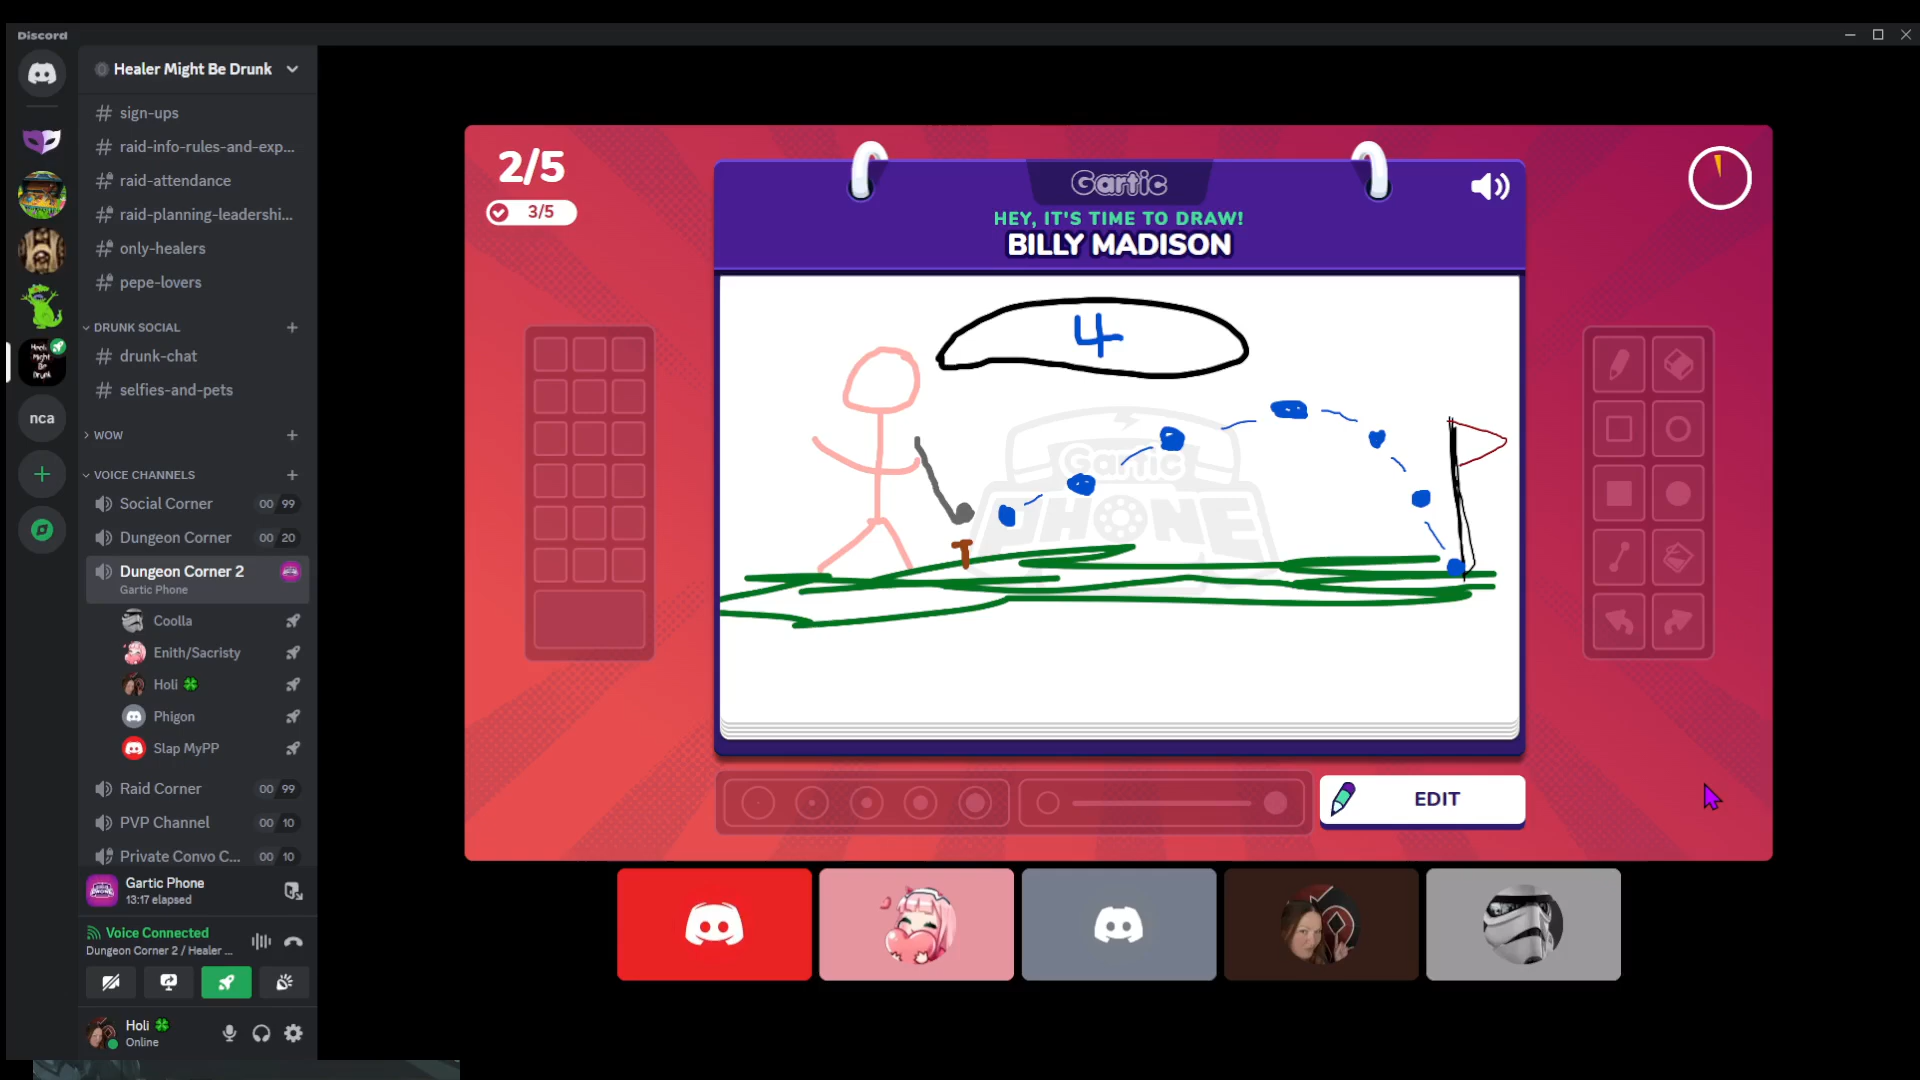 Discord
Healer Might Be Drunk
sign-ups
raid-info-rules-and-exp...
raid-attendance
raid-planning-leadershi...
only-healers
pepe-lovers
DRUNK SOCIAL
drunk-chat
selfies-and-pets
nca
WOW
VOICE CHANNELS
Social Corner 00 99
Dungeon Corner 00 20
Dungeon Corner 2
Gartic Phone
Coolla
Enith/Sacristy
Holi
Phigon
Slap MyPP
Raid Corner 00 99
PVP Channel 00 10
Private Convo C... 00 10
Gartic Phone
13:17 elapsed
Voice Connected
Dungeon Corner 2 / Healer ...
Holi
Online
2/5
3/5
Gartic
HEY, IT'S TIME TO DRAW!
BILLY MADISON
4
Gartic
PHONE
EDIT